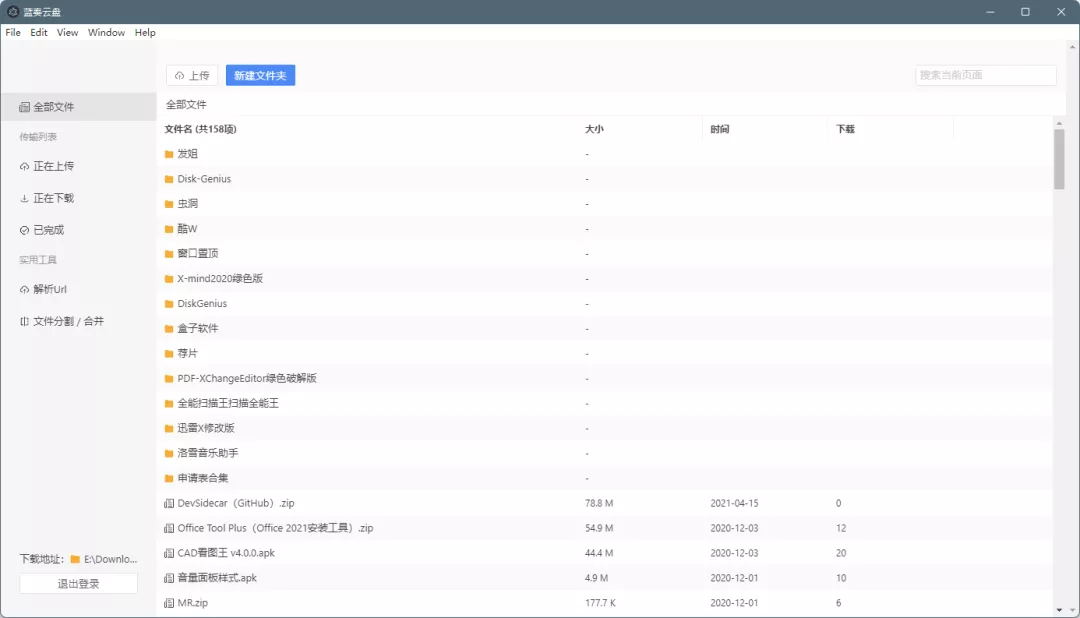 蓝奏云盘
File Edit View Window Help
上传 新建文件夹 搜索当前页面
全部文件
传输列表
正在上传
正在下载
已完成
实用工具
解析Url
文件分割 / 合并
下载地址: E:\Downlo...
退出登录
全部文件
文件名 (共158项) 大小 时间 下载
发姐 -
Disk-Genius -
虫洞 -
酷W -
窗口置顶 -
X-mind2020绿色版 -
DiskGenius -
盒子软件 -
荐片 -
PDF-XChangeEditor绿色破解版 -
全能扫描王扫描全能王 -
迅雷X修改版 -
洛雪音乐助手 -
申请表合集 -
DevSidecar（GitHub）.zip 78.8 M 2021-04-15 0
Office Tool Plus（Office 2021安装工具）.zip 54.9 M 2020-12-03 12
CAD看图王 v4.0.0.apk 44.4 M 2020-12-03 20
音量面板样式.apk 4.9 M 2020-12-01 10
MR.zip 177.7 K 2020-12-01 6